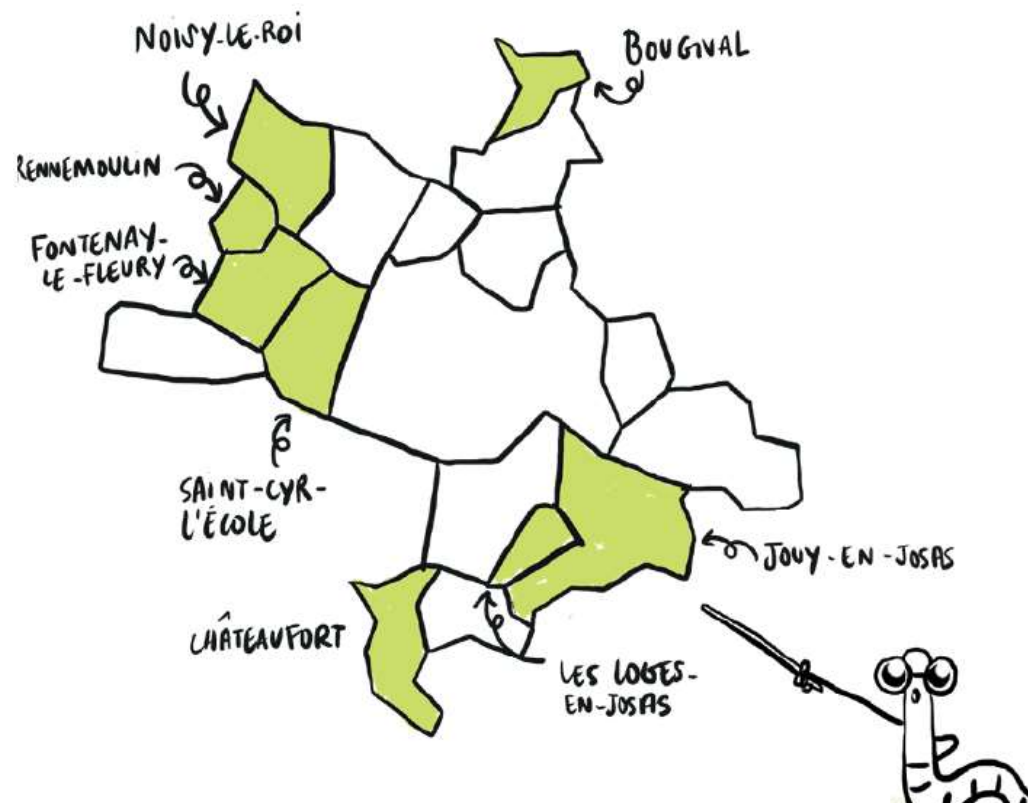 NOISY-LE-ROI
BOUGIVAL
RENNEMOULIN
FONTENAY-
LE-FLEURY
SAINT-CYR-
L'ÉCOLE
JOUY-EN-JOSAS
CHÂTEAUFORT
LES LOGES-
EN-JOSAS